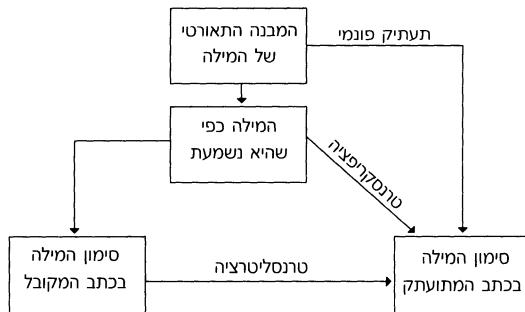 המבנה התאורטי
של המילה
תעתיק פונמי
המילה כפי
שהיא נשמעת
טרנסקריפציה
סימון המילה
בכתב המקובל
טרנסליטרציה
סימון המילה
בכתב המתועתק